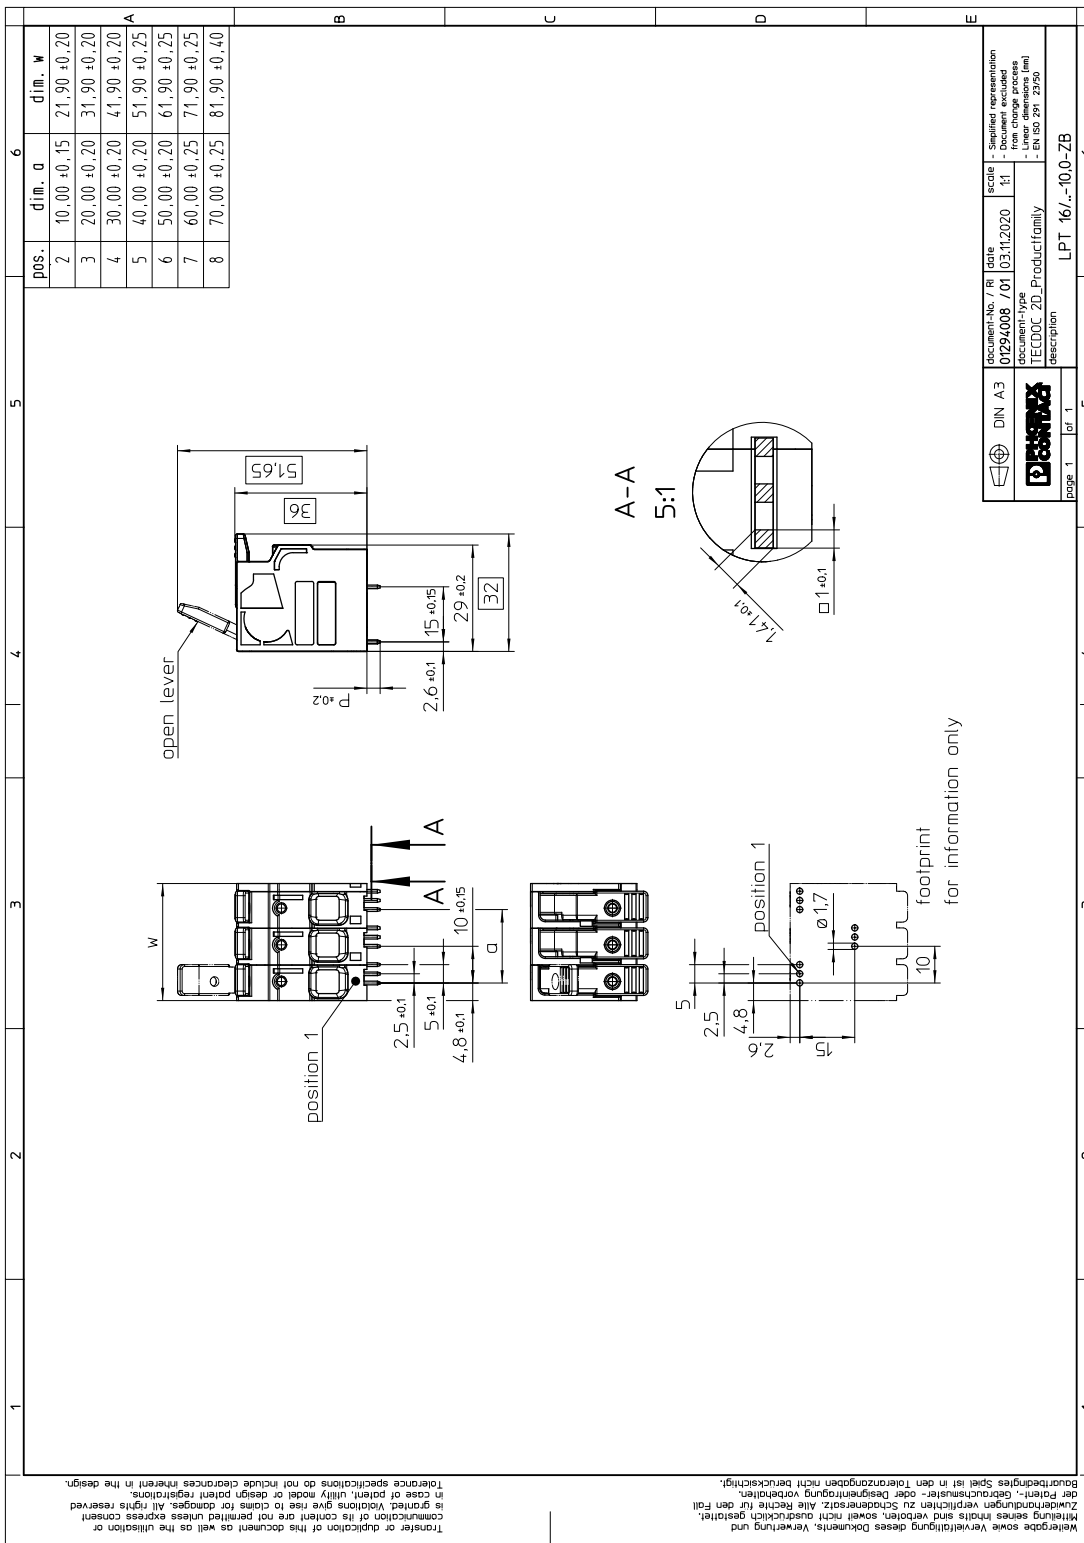 1
2
3
4
5
6
A
B
C
D
E
pos. dim. a dim. w
2 10,00 ±0,15 21,90 ±0,20
3 20,00 ±0,20 31,90 ±0,20
4 30,00 ±0,20 41,90 ±0,20
5 40,00 ±0,20 51,90 ±0,25
6 50,00 ±0,20 61,90 ±0,25
7 60,00 ±0,25 71,90 ±0,25
8 70,00 ±0,25 81,90 ±0,40
open lever
51,65
36
P ±0,2
2,6 ±0,1
15 ±0,15
29 ±0,2
32
A-A
5:1
1,41 ±0,1
□ 1 ±0,1
w
A
A
position 1
2,5 ±0,1
5 ±0,1
4,8 ±0,1
10 ±0,15
a
position 1
5
2,5
4,8
2,6
15
Ø 1,7
10
footprint
for information only
DIN A3
PHOENIX
CONTACT
page 1 of 1
document-No. / RI
01294008 / 01
date
03.11.2020
scale
1:1
- Simplified representation
- Document excluded
from change process
- Linear dimensions [mm]
- EN ISO 291 23/50
document-type
TECDOC 2D_Productfamily
description
LPT 16/..-10,0-ZB
Transfer or duplication of this document as well as the utilisation or
communication of its content are not permitted unless express consent
is granted. Violations give rise to claims for damages. All rights reserved
in case of patent, utility model or design patent registrations.
Tolerance specifications do not include clearances inherent in the design.
Weitergabe sowie Vervielfältigung dieses Dokuments, Verwertung und
Mitteilung seines Inhalts sind verboten, soweit nicht ausdrücklich gestattet.
Zuwiderhandlungen verpflichten zu Schadenersatz. Alle Rechte für den Fall
der Patent-, Gebrauchsmuster- oder Designeintragung vorbehalten.
Bauartbedingtes Spiel ist in den Toleranzangaben nicht berücksichtigt.